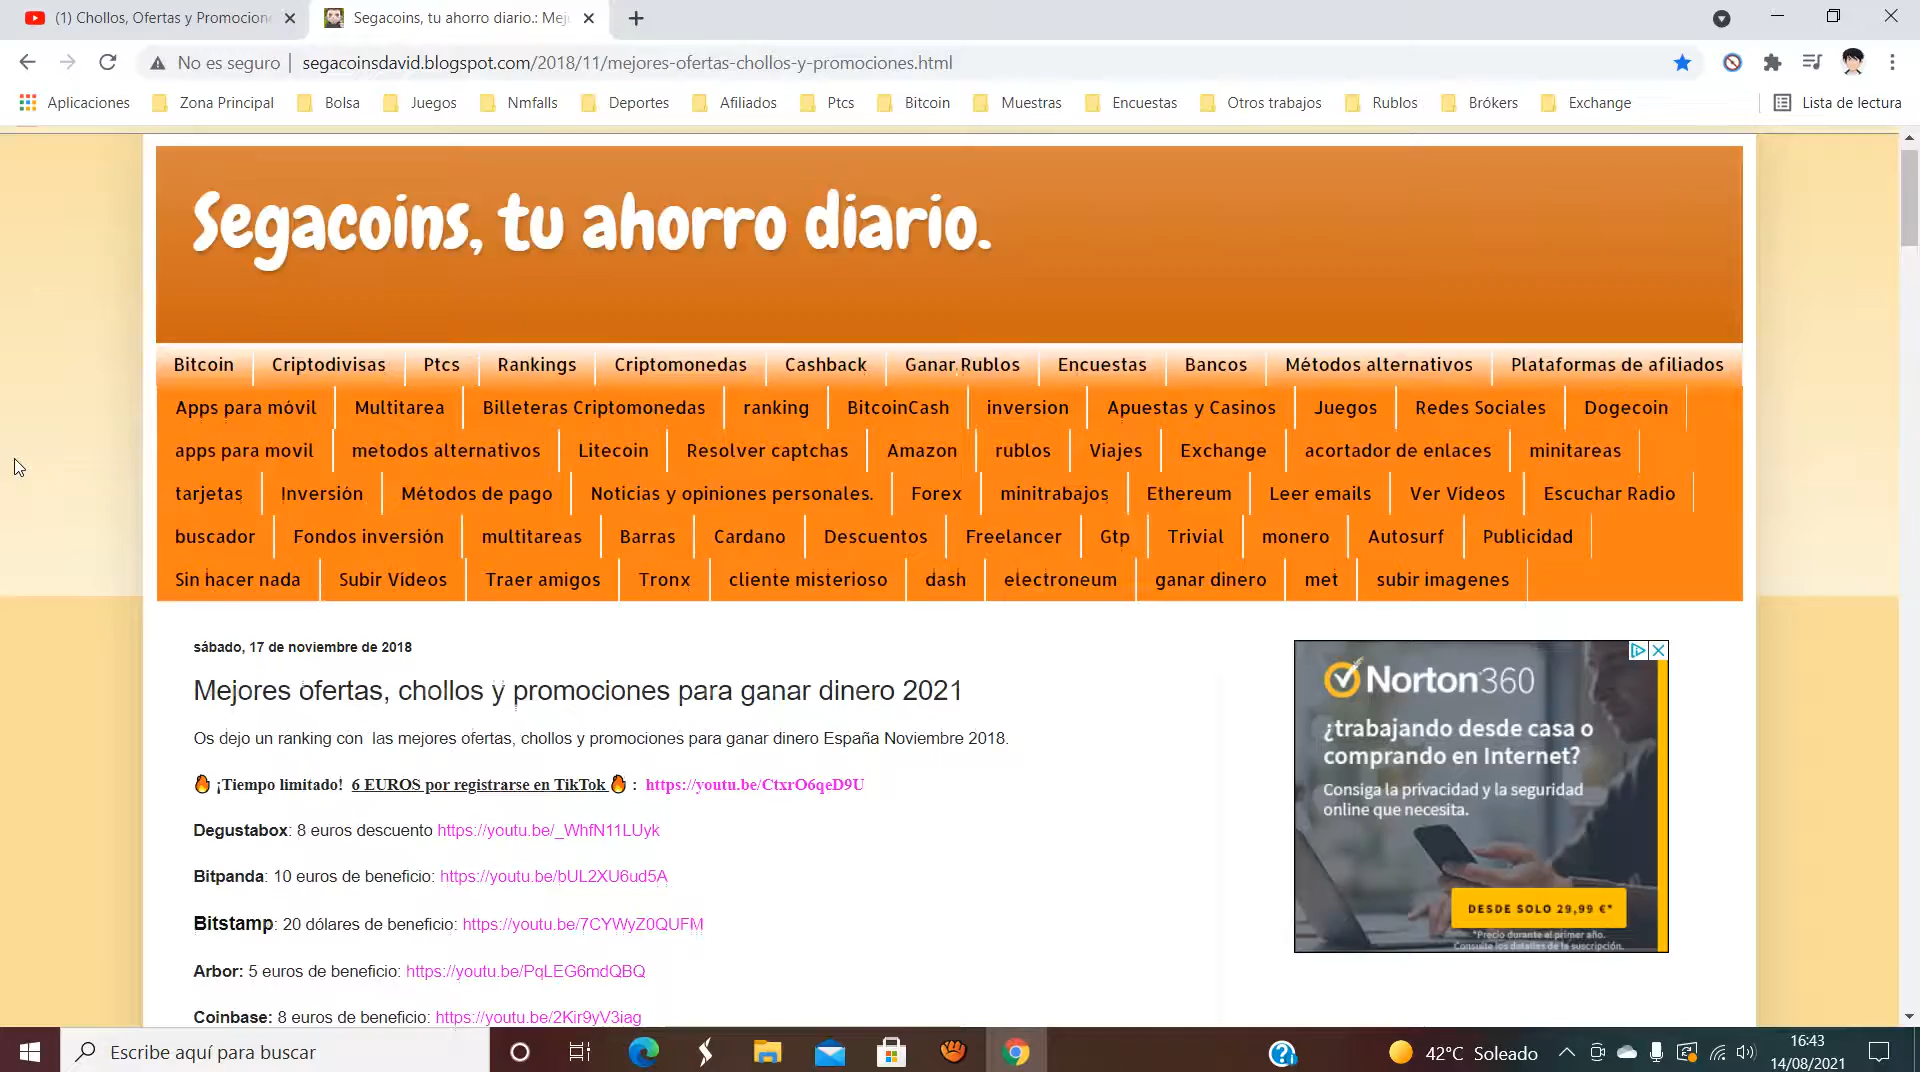 (1) Chollos, Ofertas y Promocion
Segacoins, tu ahorro diario.: Mej
No es seguro | segacoinsdavid.blogspot.com/2018/11/mejores-ofertas-chollos-y-promociones.html
Aplicaciones Zona Principal Bolsa Juegos Nmfalls Deportes Afiliados Ptcs Bitcoin Muestras Encuestas Otros trabajos Rublos Brókers Exchange Lista de lectura
Segacoins, tu ahorro diario.
Bitcoin Criptodivisas Ptcs Rankings Criptomonedas Cashback Ganar Rublos Encuestas Bancos Métodos alternativos Plataformas de afiliados
Apps para móvil Multitarea Billeteras Criptomonedas ranking BitcoinCash inversion Apuestas y Casinos Juegos Redes Sociales Dogecoin
apps para movil metodos alternativos Litecoin Resolver captchas Amazon rublos Viajes Exchange acortador de enlaces minitareas
tarjetas Inversión Métodos de pago Noticias y opiniones personales. Forex minitrabajos Ethereum Leer emails Ver Vídeos Escuchar Radio
buscador Fondos inversión multitareas Barras Cardano Descuentos Freelancer Gtp Trivial monero Autosurf Publicidad
Sin hacer nada Subir Vídeos Traer amigos Tronx cliente misterioso dash electroneum ganar dinero met subir imagenes
sábado, 17 de noviembre de 2018
Mejores ofertas, chollos y promociones para ganar dinero 2021
Os dejo un ranking con las mejores ofertas, chollos y promociones para ganar dinero España Noviembre 2018.
🔥 ¡Tiempo limitado! 6 EUROS por registrarse en TikTok 🔥 : https://youtu.be/CtxrO6qeD9U
Degustabox: 8 euros descuento https://youtu.be/_WhfN11LUyk
Bitpanda: 10 euros de beneficio: https://youtu.be/bUL2XU6ud5A
Bitstamp: 20 dólares de beneficio: https://youtu.be/7CYWyZ0QUFM
Arbor: 5 euros de beneficio: https://youtu.be/PqLEG6mdQBQ
Coinbase: 8 euros de beneficio: https://youtu.be/2Kir9yV3iag
Norton 360
¿trabajando desde casa o
comprando en Internet?
Consiga la privacidad y la seguridad
online que necesita.
DESDE SOLO 29,99 €*
*Precio durante el primer año.
Consulte los detalles de la suscripción.
Escribe aquí para buscar
42°C Soleado
16:43
14/08/2021